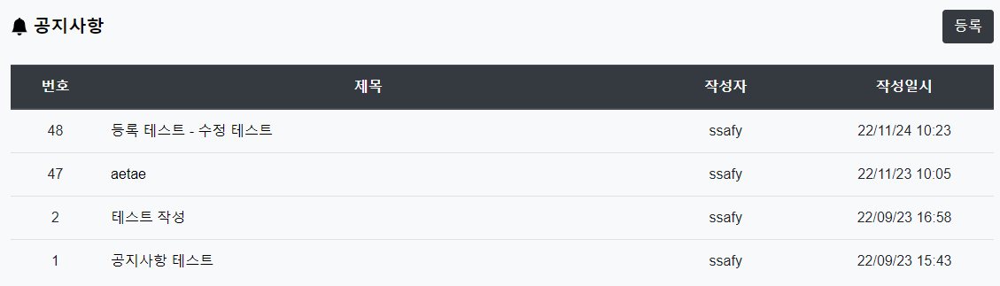 공지사항
등록
번호 제목 작성자 작성일시
48 등록 테스트 - 수정 테스트 ssafy 22/11/24 10:23
47 aetae ssafy 22/11/23 10:05
2 테스트 작성 ssafy 22/09/23 16:58
1 공지사항 테스트 ssafy 22/09/23 15:43